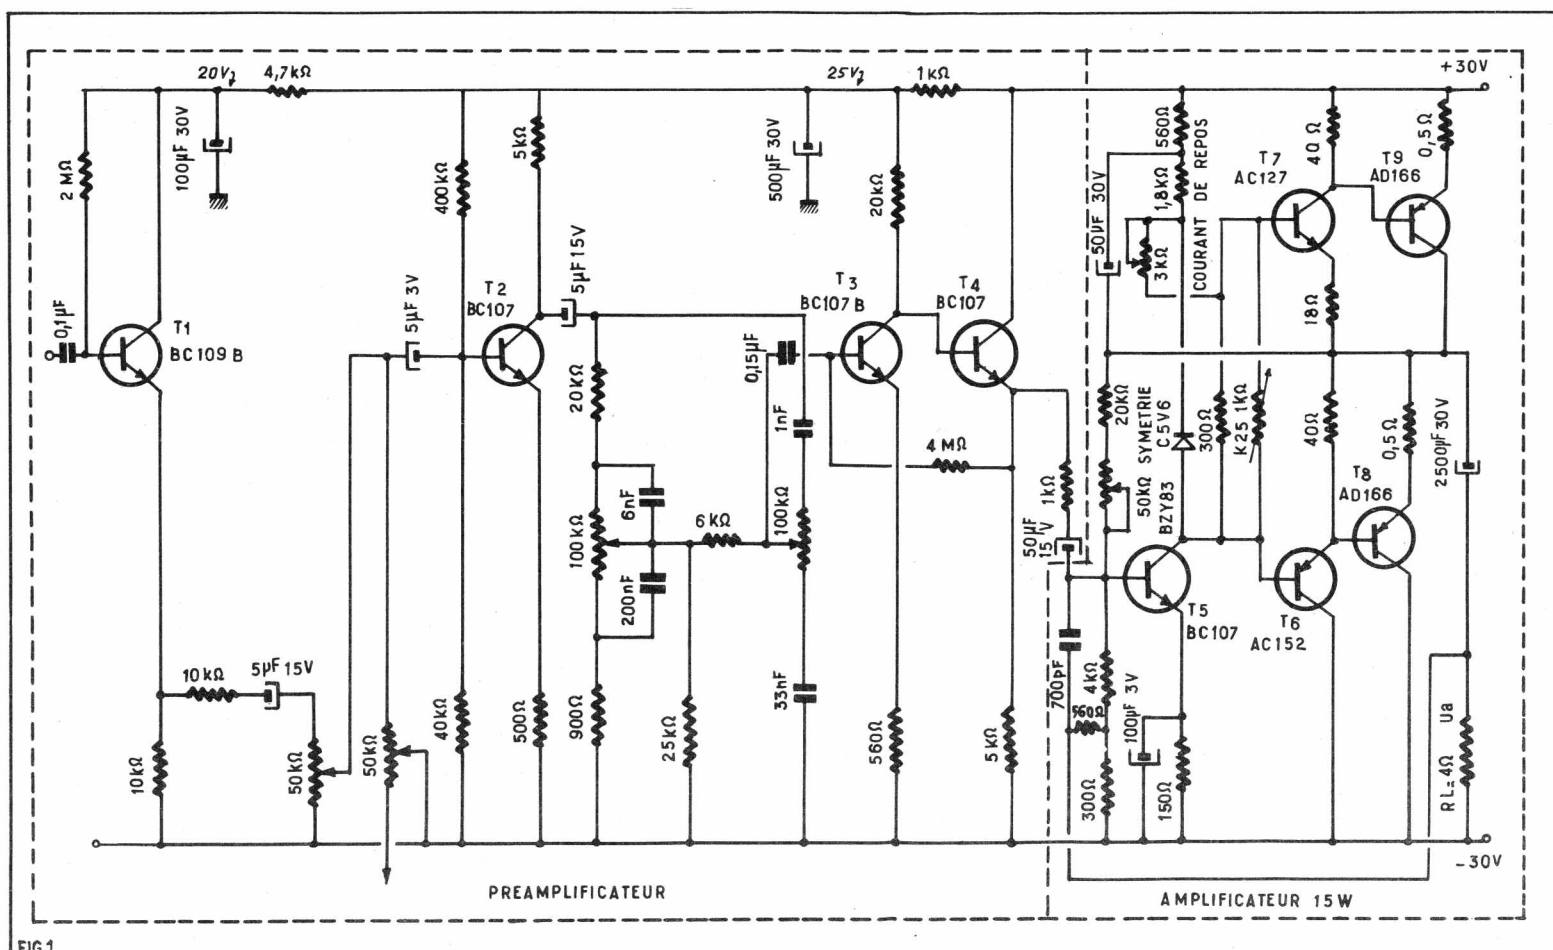 20V
4,7kΩ
25V
1kΩ
+30V
2 MΩ
100µF 30V
400kΩ
5kΩ
500µF 30V
20kΩ
560Ω
1,8kΩ
COURANT DE REPOS
T7
AC127
40Ω
T9
AD166
0,5Ω
50µF 30V
3kΩ
18Ω
0,1µF
T1
BC109 B
5µF 3V
T2
BC107
5µF 15V
T3
BC107 B
T4
BC107
0,15µF
20kΩ
1nF
4 MΩ
20KΩ
50kΩ SYMETRIE
BZY83 C5V6
300Ω
K25 1kΩ
40Ω
0,5Ω
2500µF 30V
T8
AD166
6nF
100kΩ
200nF
6kΩ
100kΩ
1kΩ
50µF
15 V
T5
BC107
T6
AC152
10kΩ
5µF 15V
10kΩ
50kΩ
50kΩ
40kΩ
500Ω
900Ω
25kΩ
33nF
560Ω
5kΩ
700pF
4kΩ
560Ω
300Ω
100µF 3V
150Ω
RL=4Ω Ua
-30V
PREAMPLIFICATEUR
AMPLIFICATEUR 15W
FIG.1